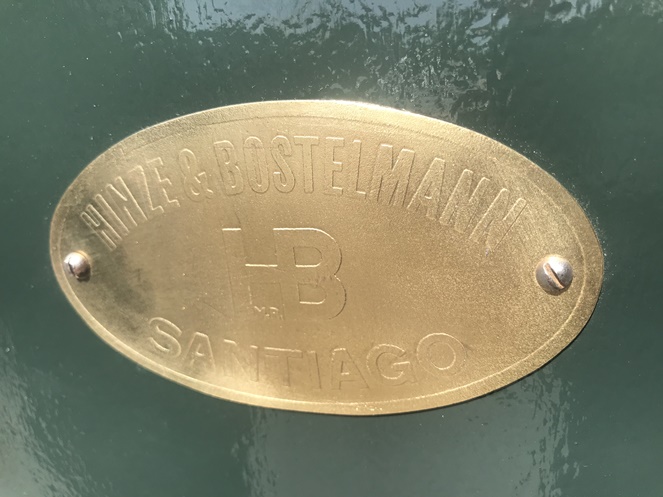 HINZE & BOSTELMANN
HB
M.R.
SANTIAGO